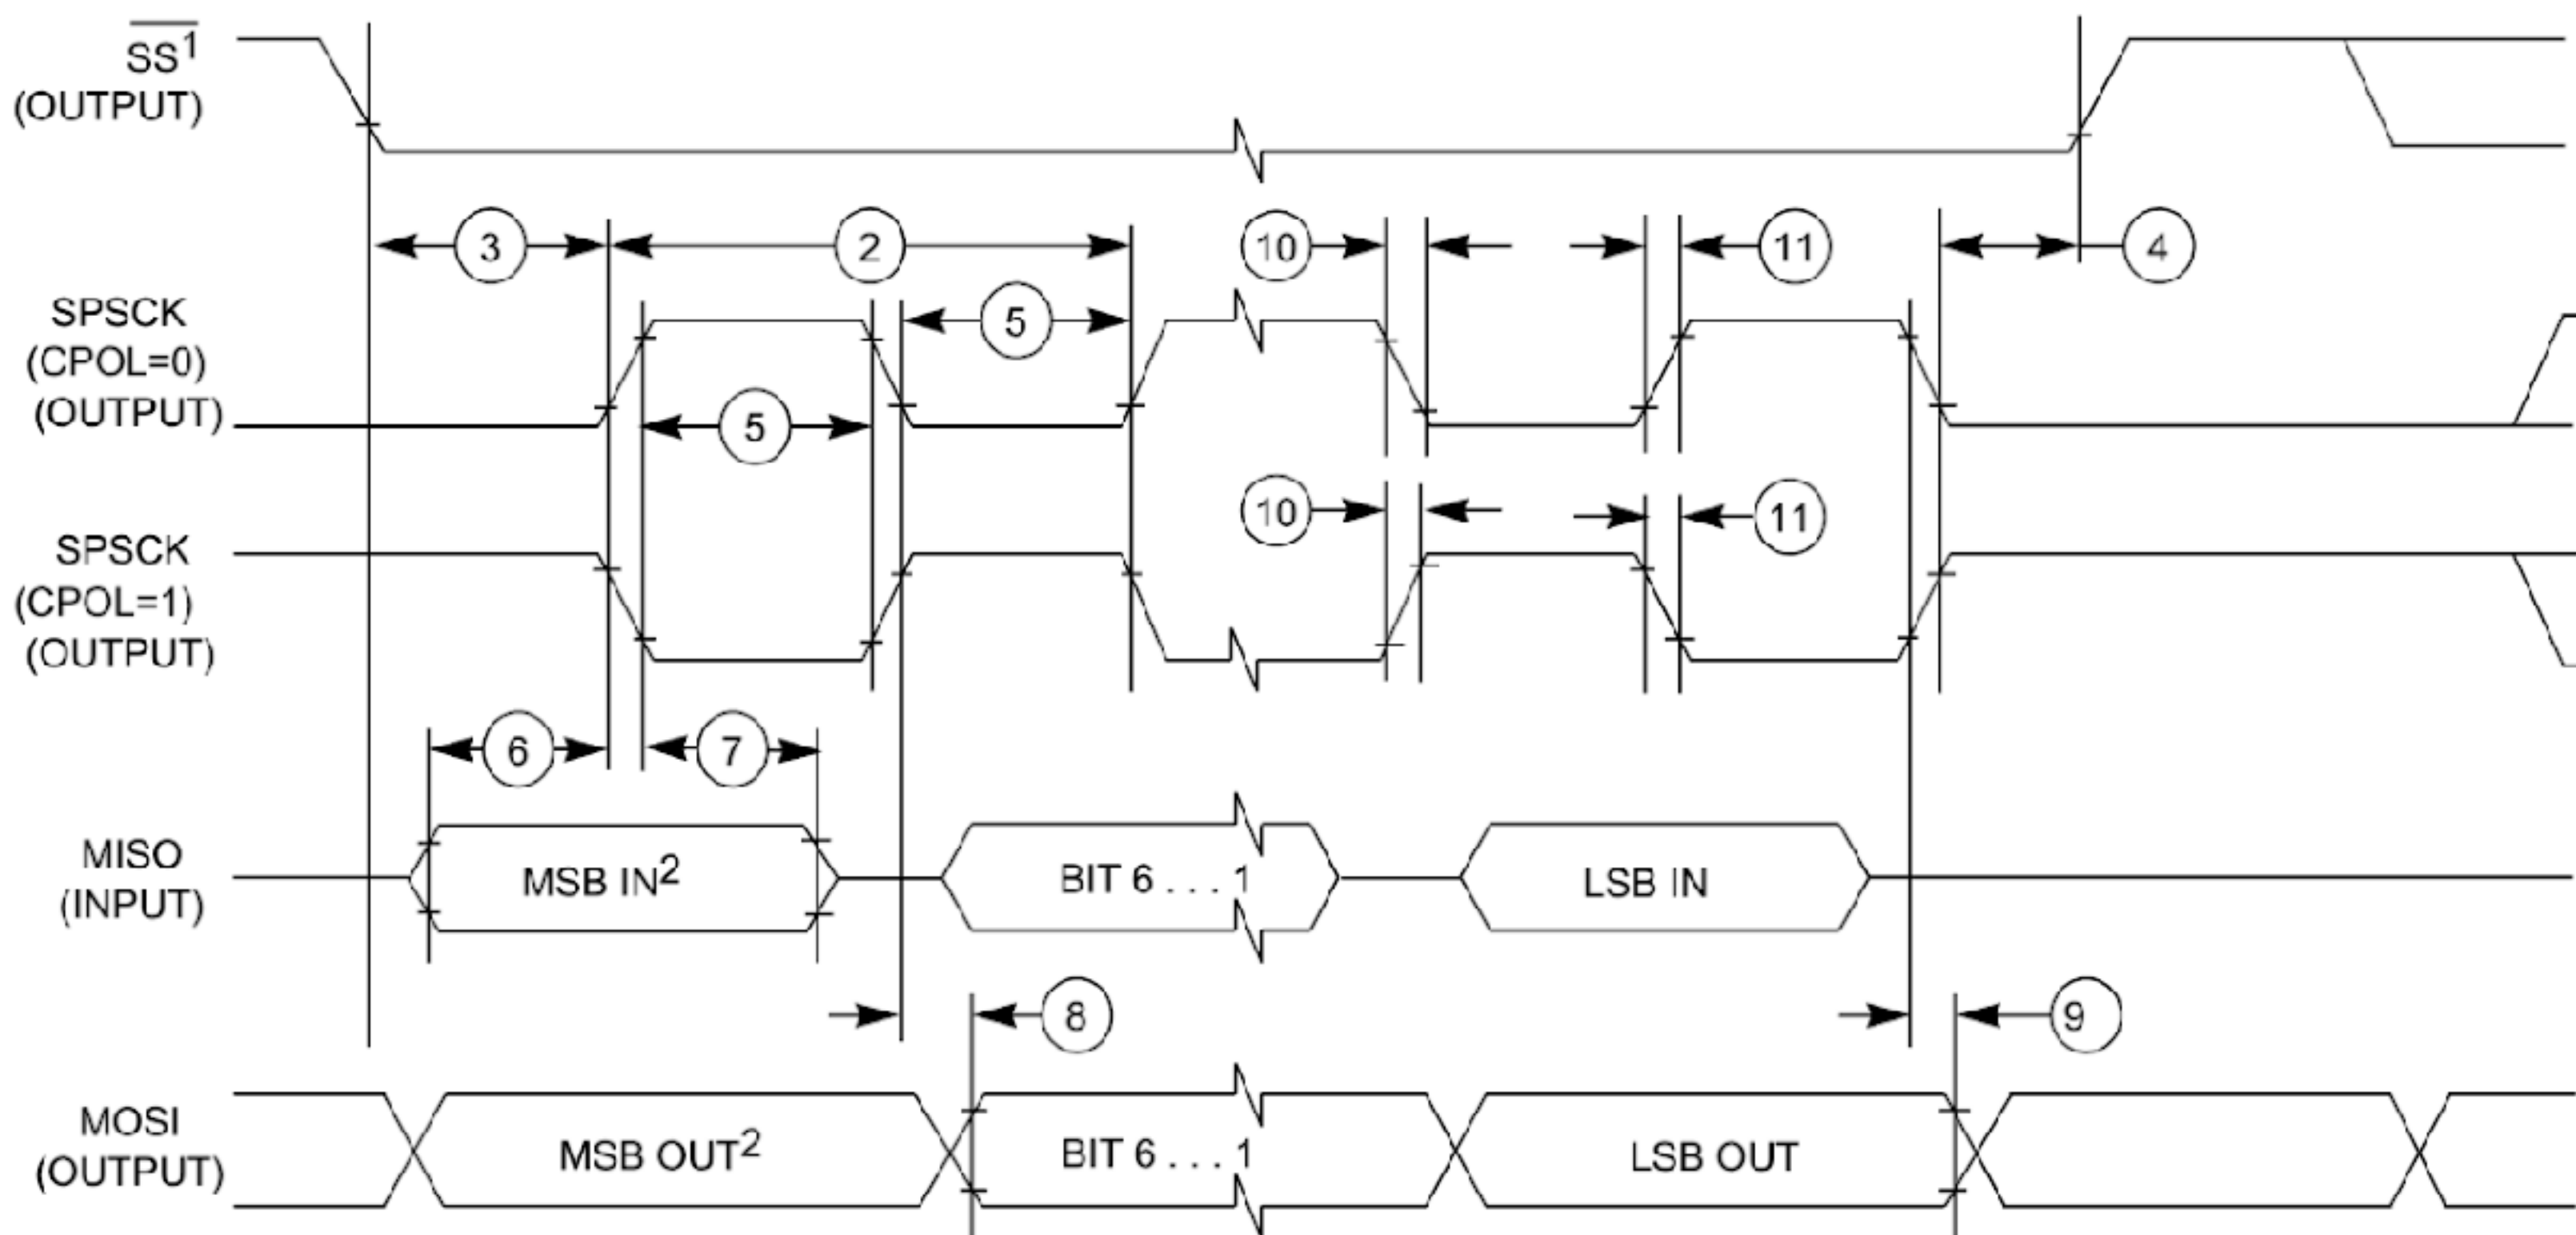 SS1
(OUTPUT)
3
2
10
11
4
SPSCK
(CPOL=0)
(OUTPUT)
5
5
SPSCK
(CPOL=1)
(OUTPUT)
10
11
6
7
MISO
(INPUT)
MSB IN2
BIT 6 . . . 1
LSB IN
8
9
MOSI
(OUTPUT)
MSB OUT2
BIT 6 . . . 1
LSB OUT